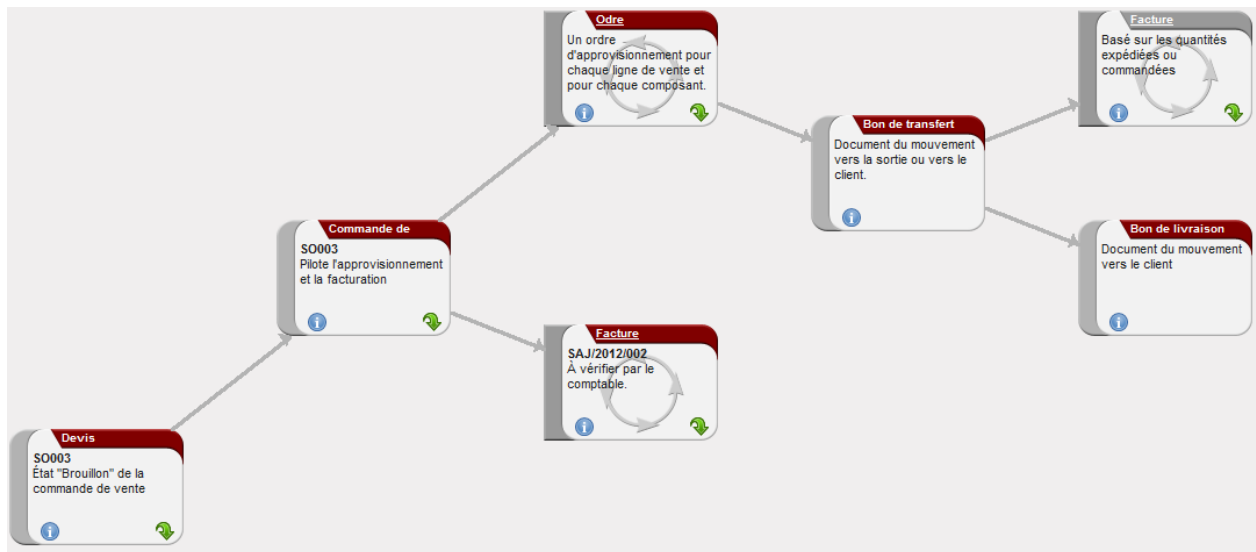 Odre
Un ordre
d'approvisionnement pour
chaque ligne de vente et
pour chaque composant.
Facture
Basé sur les quantités
expédiées ou
commandées
Bon de transfert
Document du mouvement
vers la sortie ou vers le
client.
Commande de
SO003
Pilote l'approvisionnement
et la facturation
Bon de livraison
Document du mouvement
vers le client
Facture
SAJ/2012/002
À vérifier par le
comptable.
Devis
SO003
État "Brouillon" de la
commande de vente